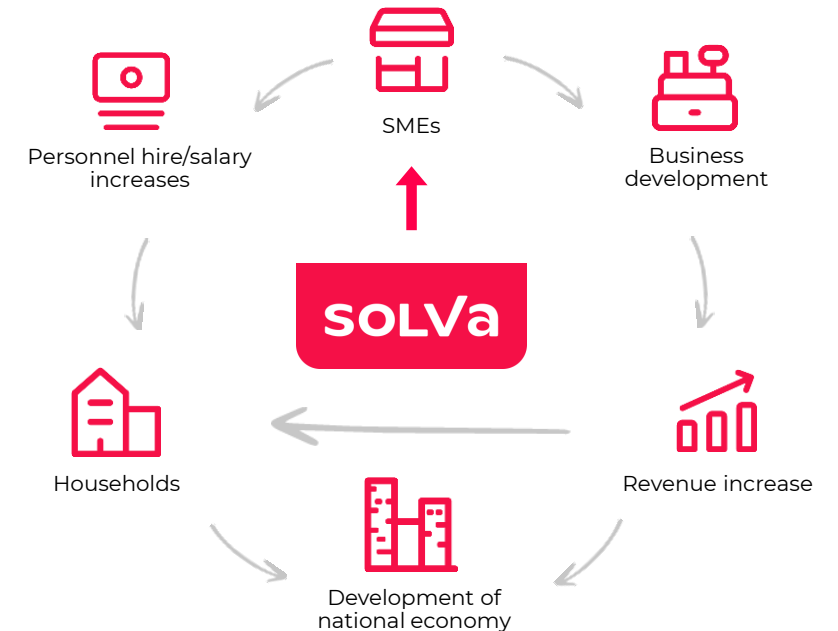 SMEs
Personnel hire/salary
increases
Business
development
solva
Households
Revenue increase
Development of
national economy